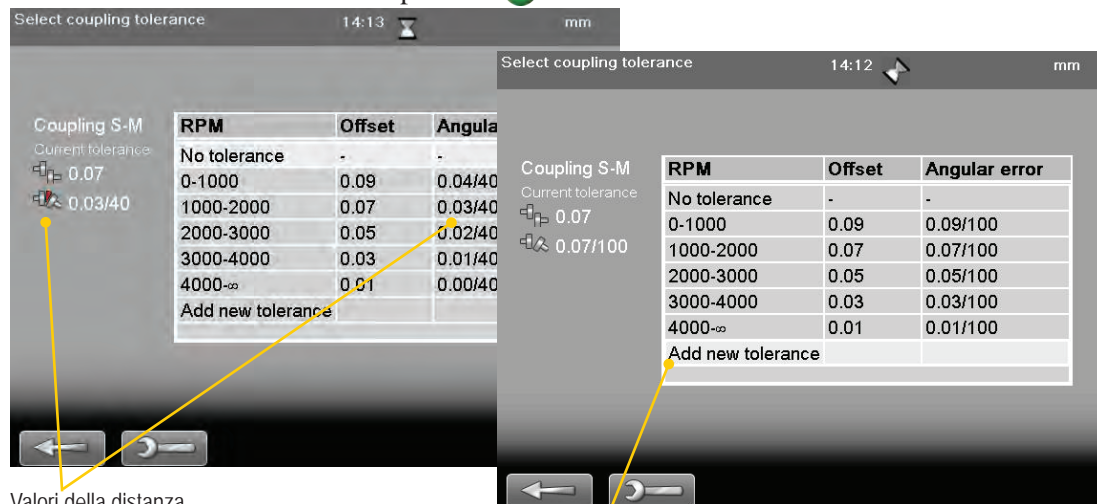 Select coupling tolerance 14:13 mm
Coupling S-M
Current tolerance
0.07
0.03/40
RPM Offset Angula
No tolerance - -
0-1000 0.09 0.04/40
1000-2000 0.07 0.03/40
2000-3000 0.05 0.02/40
3000-4000 0.03 0.01/40
4000-∞ 0.01 0.00/40
Add new tolerance
Valori della distanza
Select coupling tolerance 14:12 mm
Coupling S-M
Current tolerance
0.07
0.07/100
RPM Offset Angular error
No tolerance - -
0-1000 0.09 0.09/100
1000-2000 0.07 0.07/100
2000-3000 0.05 0.05/100
3000-4000 0.03 0.03/100
4000-∞ 0.01 0.01/100
Add new tolerance